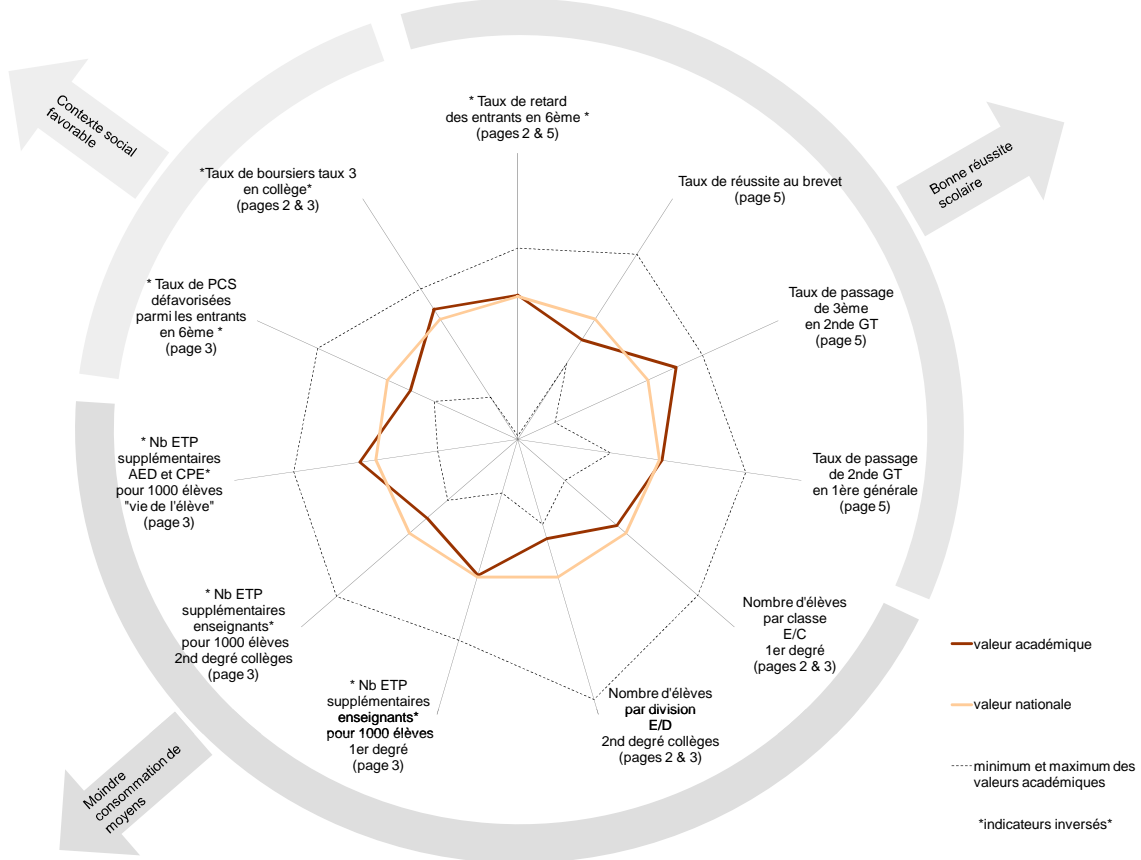 Contexte social
favorable
* Taux de retard
des entrants en 6ème *
(pages 2 & 5)
Bonne réussite
scolaire
*Taux de boursiers taux 3
en collège*
(pages 2 & 3)
Taux de réussite au brevet
(page 5)
* Taux de PCS
défavorisées
parmi les entrants
en 6ème *
(page 3)
Taux de passage
de 3ème
en 2nde GT
(page 5)
* Nb ETP
supplémentaires
AED et CPE*
pour 1000 élèves
"vie de l'élève"
(page 3)
Taux de passage
de 2nde GT
en 1ère générale
(page 5)
* Nb ETP
supplémentaires
enseignants*
pour 1000 élèves
2nd degré collèges
(page 3)
Nombre d'élèves
par classe
E/C
1er degré
(pages 2 & 3)
* Nb ETP
supplémentaires
enseignants*
pour 1000 élèves
1er degré
(page 3)
Nombre d'élèves
par division
E/D
2nd degré collèges
(pages 2 & 3)
Moindre
consommation de
moyens
valeur académique
valeur nationale
minimum et maximum des
valeurs académiques
*indicateurs inversés*